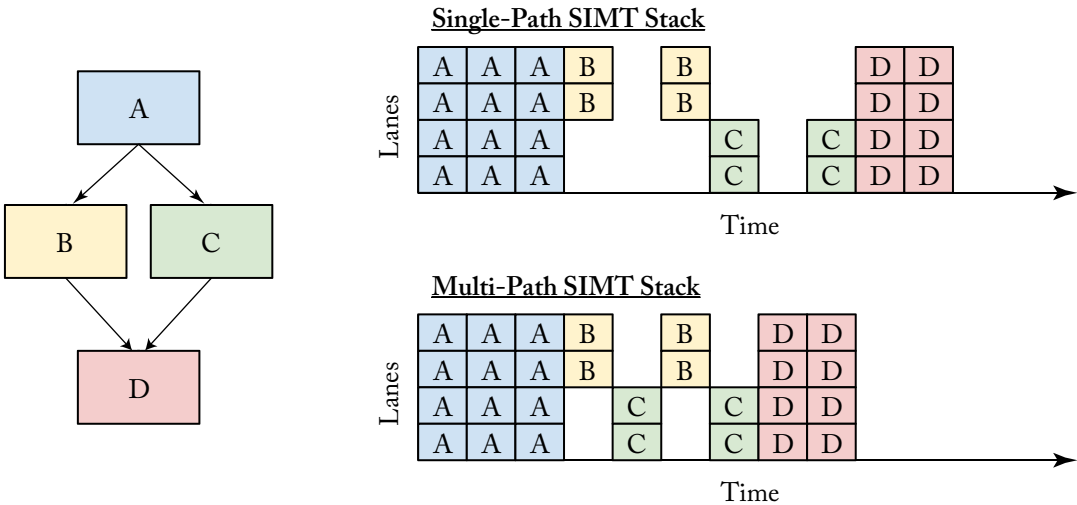 A
B C
D
Single-Path SIMT Stack
A A A B B D D
A A A B B D D
A A A C C D D
A A A C C D D
Lanes
Time
Multi-Path SIMT Stack
A A A B B D D
A A A B B D D
A A A C C D D
A A A C C D D
Lanes
Time